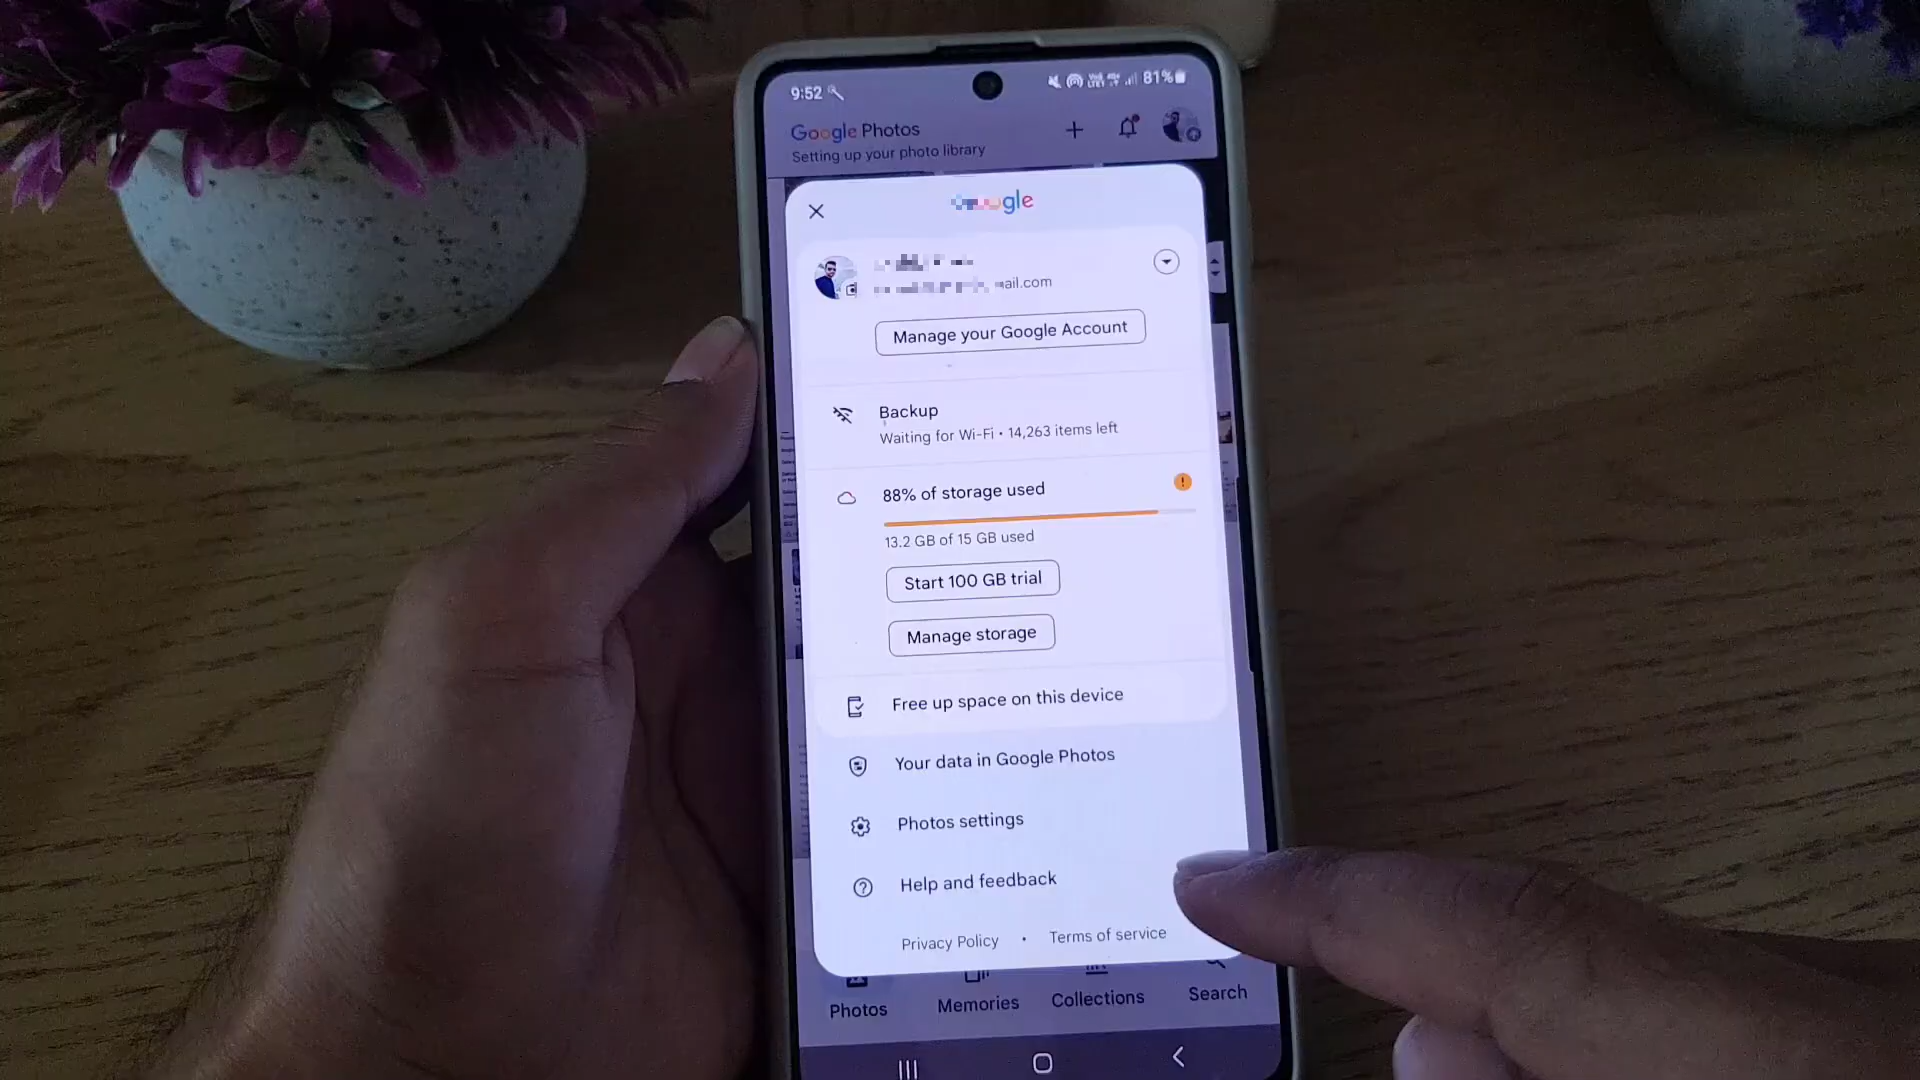 9:52
81%
Google Photos
Setting up your photo library
gle
ail.com
Manage your Google Account
Backup
Waiting for Wi-Fi • 14,263 items left
88% of storage used
13.2 GB of 15 GB used
Start 100 GB trial
Manage storage
Free up space on this device
Your data in Google Photos
Photos settings
Help and feedback
Privacy Policy • Terms of service
Photos Memories Collections Search